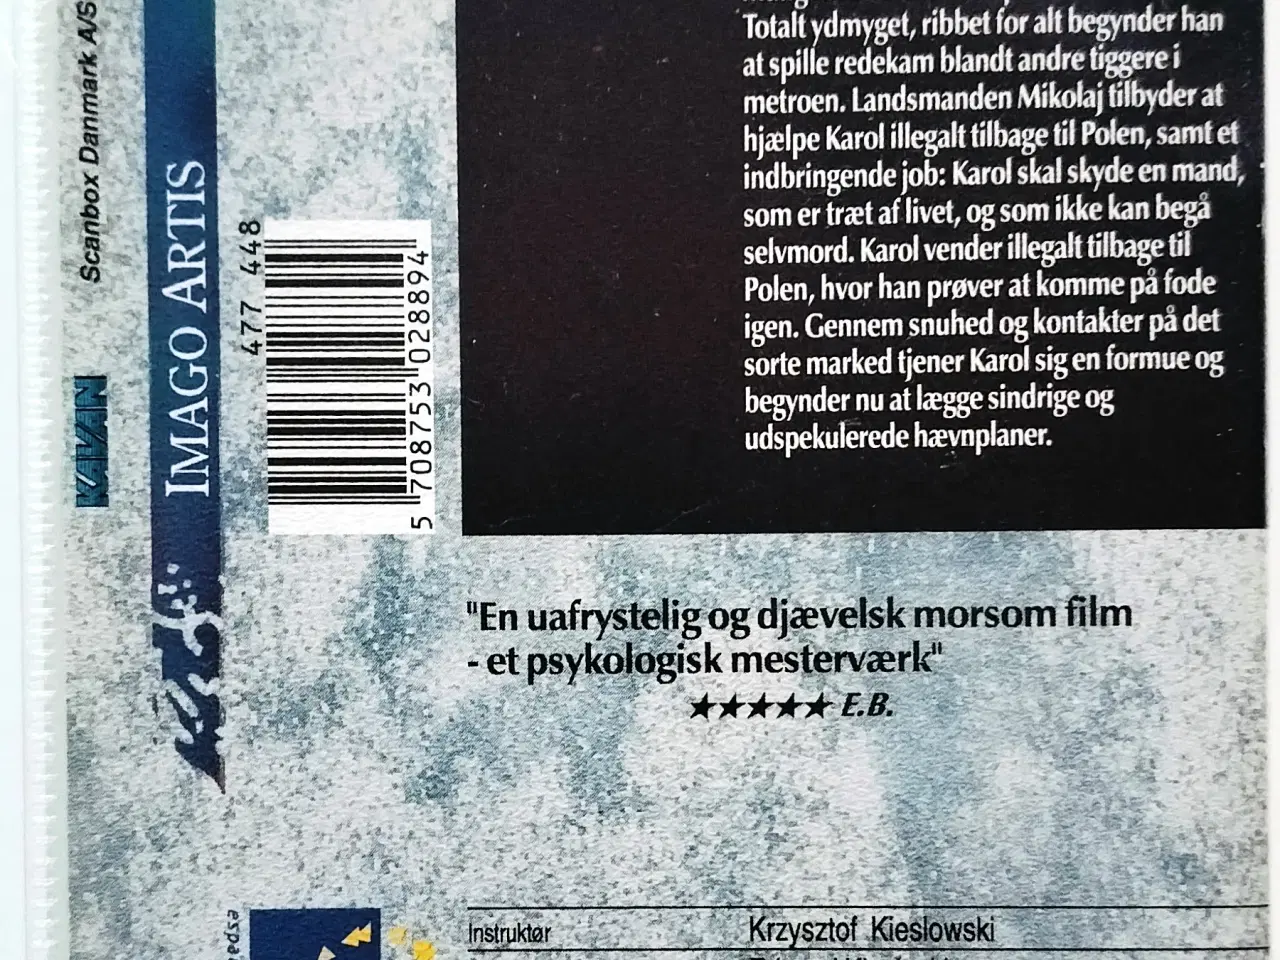 Totalt ydmyget, ribbet for alt begynder han
at spille redekam blandt andre tiggere i
metroen. Landsmanden Mikolaj tilbyder at
hjælpe Karol illegalt tilbage til Polen, samt et
indbringende job: Karol skal skyde en mand,
som er træt af livet, og som ikke kan begå
selvmord. Karol vender illegalt tilbage til
Polen, hvor han prøver at komme på fode
igen. Gennem snuhed og kontakter på det
sorte marked tjener Karol sig en formue og
begynder nu at lægge sindrige og
udspekulerede hævnplaner.
"En uafrystelig og djævelsk morsom film
- et psykologisk mesterværk"
★★★★★ E.B.
Instruktør Krzysztof Kieslowski
Scanbox Danmark A/S
KAVAN
IMAGO ARTIS
477 448
5 708753 028894